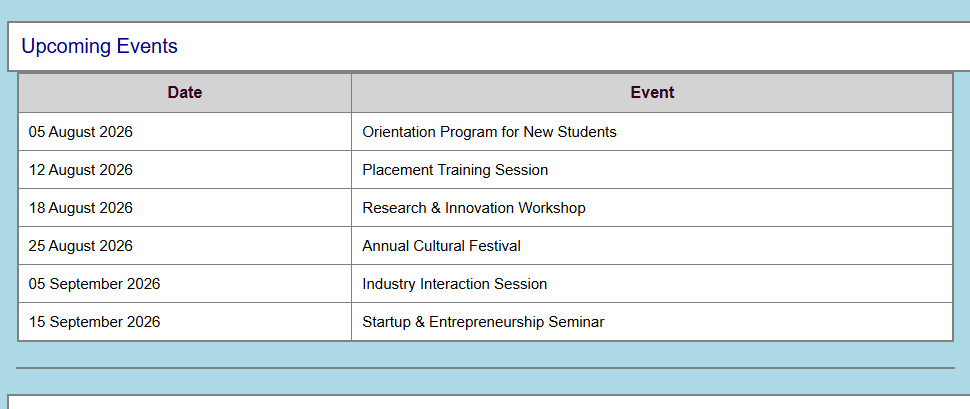 Upcoming Events
Date Event
05 August 2026 Orientation Program for New Students
12 August 2026 Placement Training Session
18 August 2026 Research & Innovation Workshop
25 August 2026 Annual Cultural Festival
05 September 2026 Industry Interaction Session
15 September 2026 Startup & Entrepreneurship Seminar